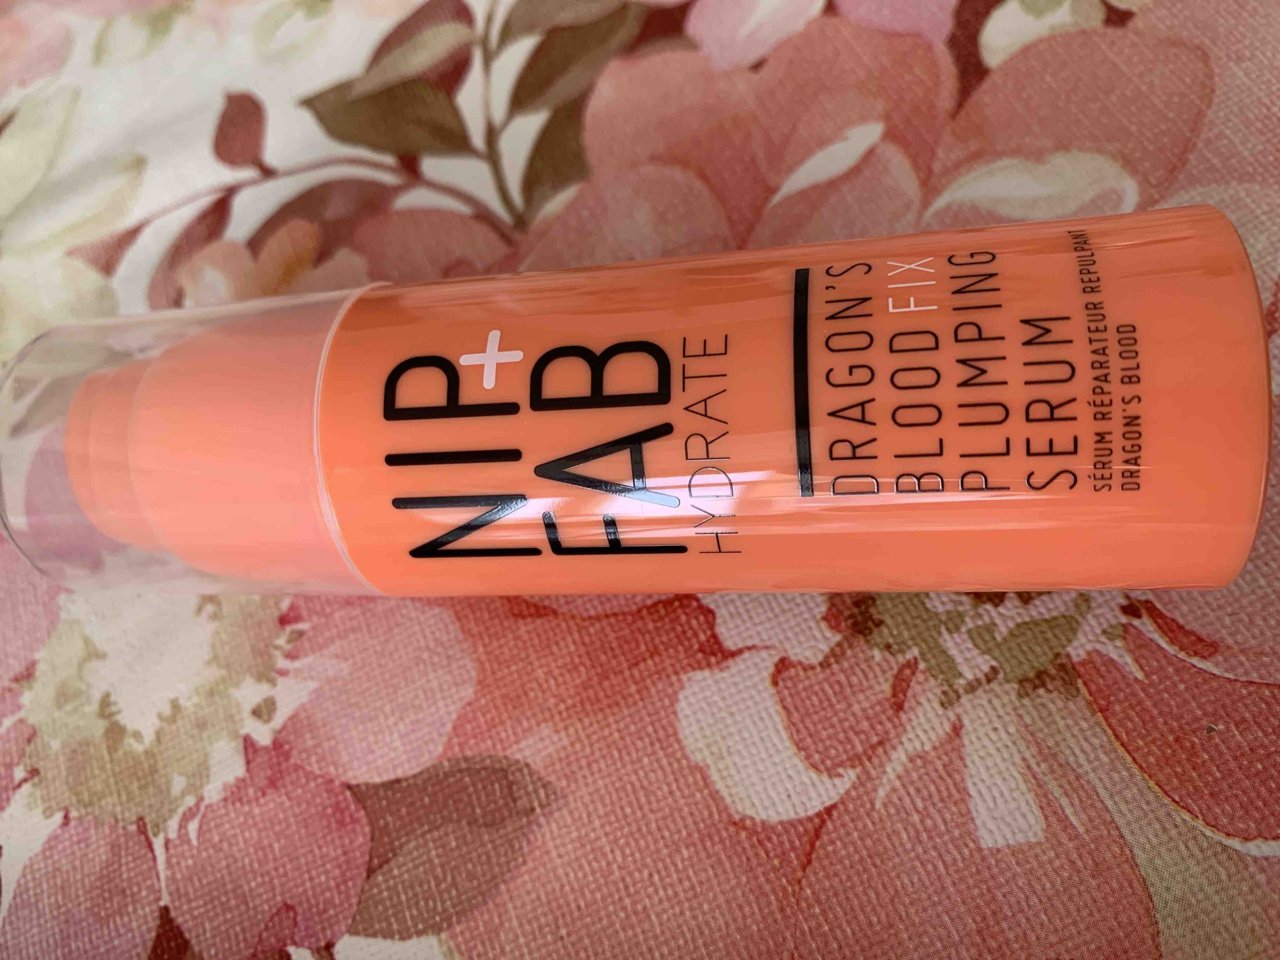 NIP+
FAB
HYDRATE
DRAGON'S
BLOOD FIX
PLUMPING
SERUM
SÉRUM RÉPARATEUR REPULPANT
DRAGON'S BLOOD